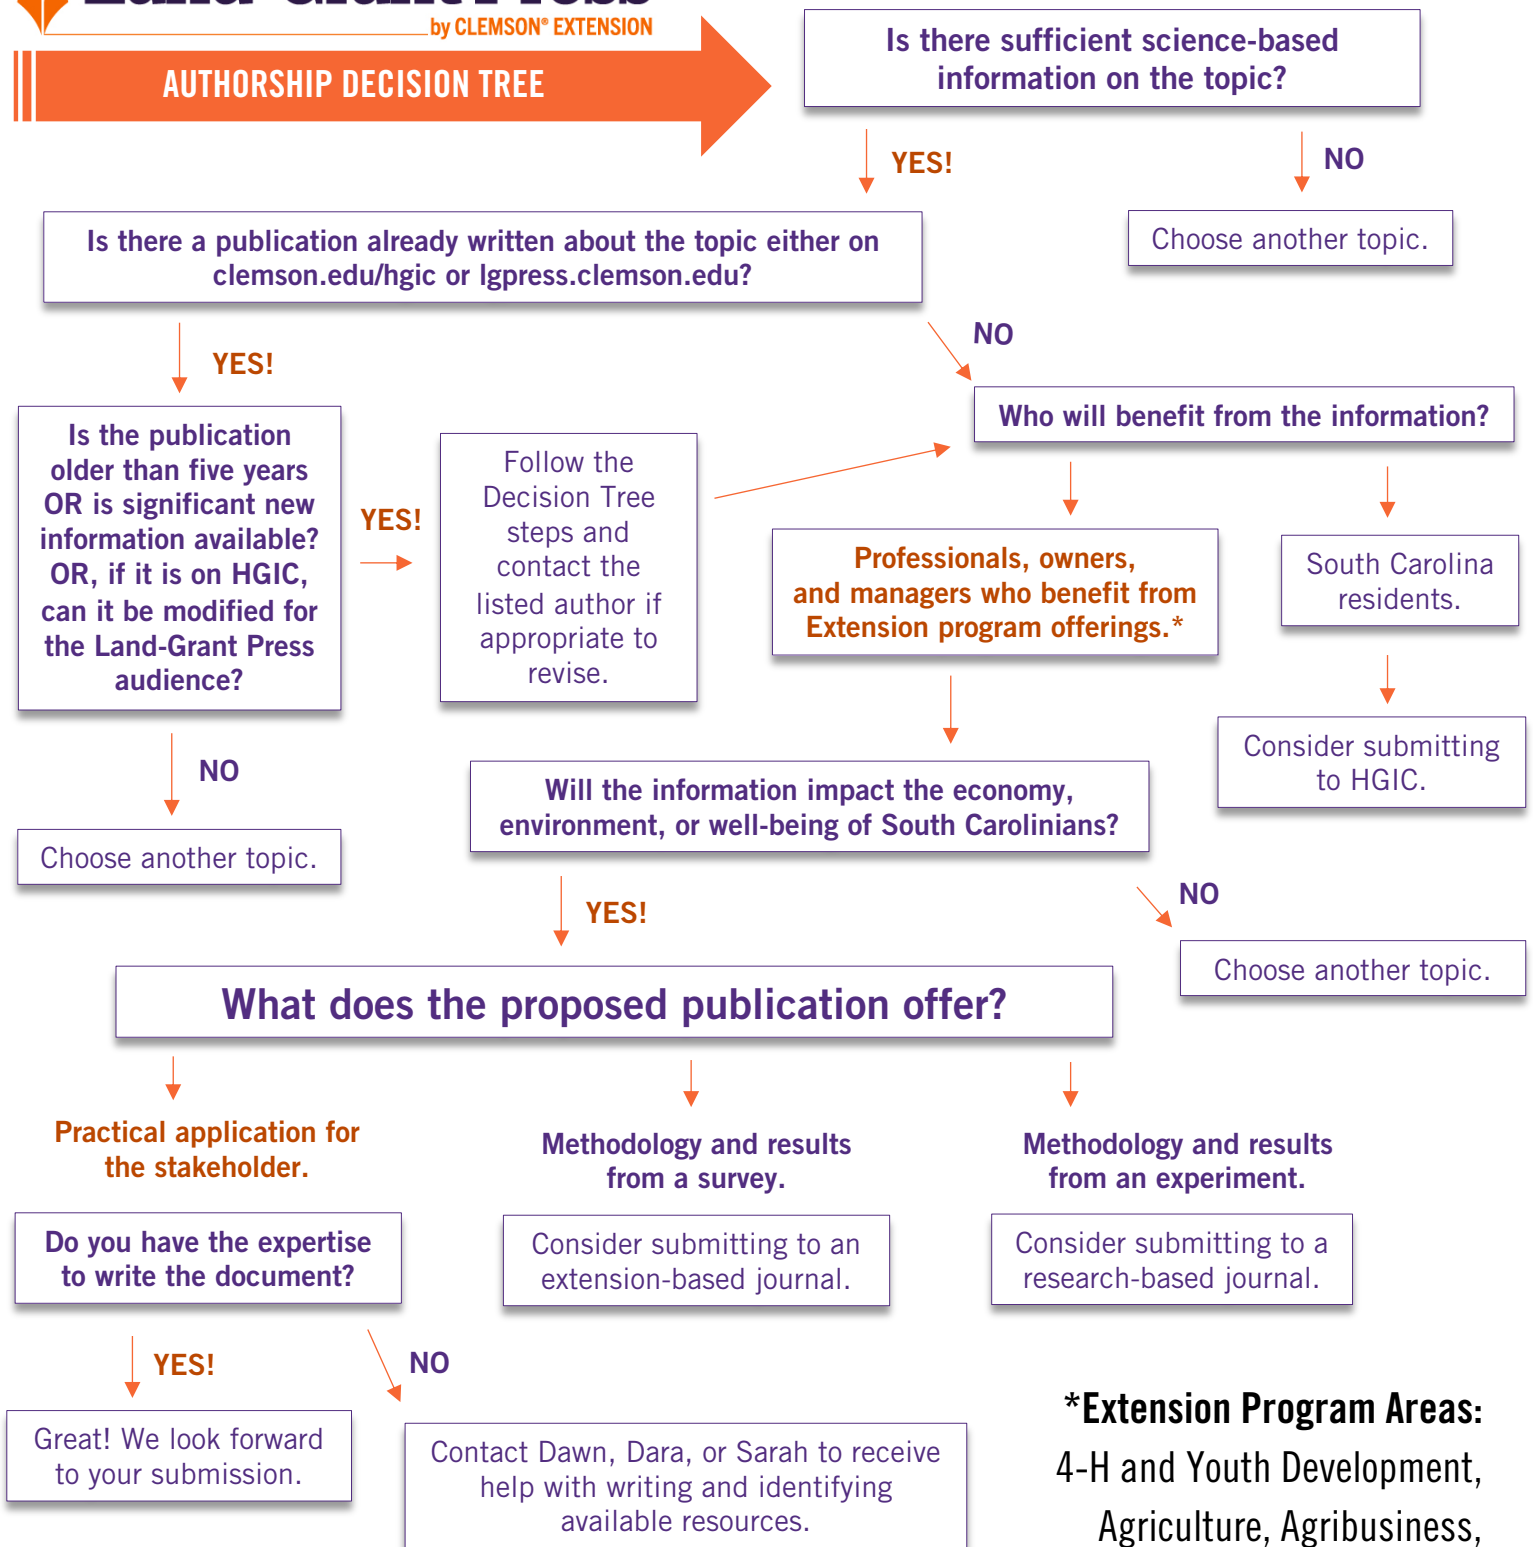 by CLEMSON® EXTENSION
AUTHORSHIP DECISION TREE
Is there sufficient science-based
information on the topic?
YES!
NO
Is there a publication already written about the topic either on
clemson.edu/hgic or lgpress.clemson.edu?
Choose another topic.
YES!
NO
Is the publication
older than five years
OR is significant new
information available?
OR, if it is on HGIC,
can it be modified for
the Land-Grant Press
audience?
YES!
Follow the
Decision Tree
steps and
contact the
listed author if
appropriate to
revise.
Who will benefit from the information?
Professionals, owners,
and managers who benefit from
Extension program offerings.*
South Carolina
residents.
Consider submitting
to HGIC.
NO
Choose another topic.
Will the information impact the economy,
environment, or well-being of South Carolinians?
YES!
NO
Choose another topic.
What does the proposed publication offer?
Practical application for
the stakeholder.
Methodology and results
from a survey.
Methodology and results
from an experiment.
Do you have the expertise
to write the document?
Consider submitting to an
extension-based journal.
Consider submitting to a
research-based journal.
YES!
NO
Great! We look forward
to your submission.
Contact Dawn, Dara, or Sarah to receive
help with writing and identifying
available resources.
*Extension Program Areas:
4-H and Youth Development,
Agriculture, Agribusiness,